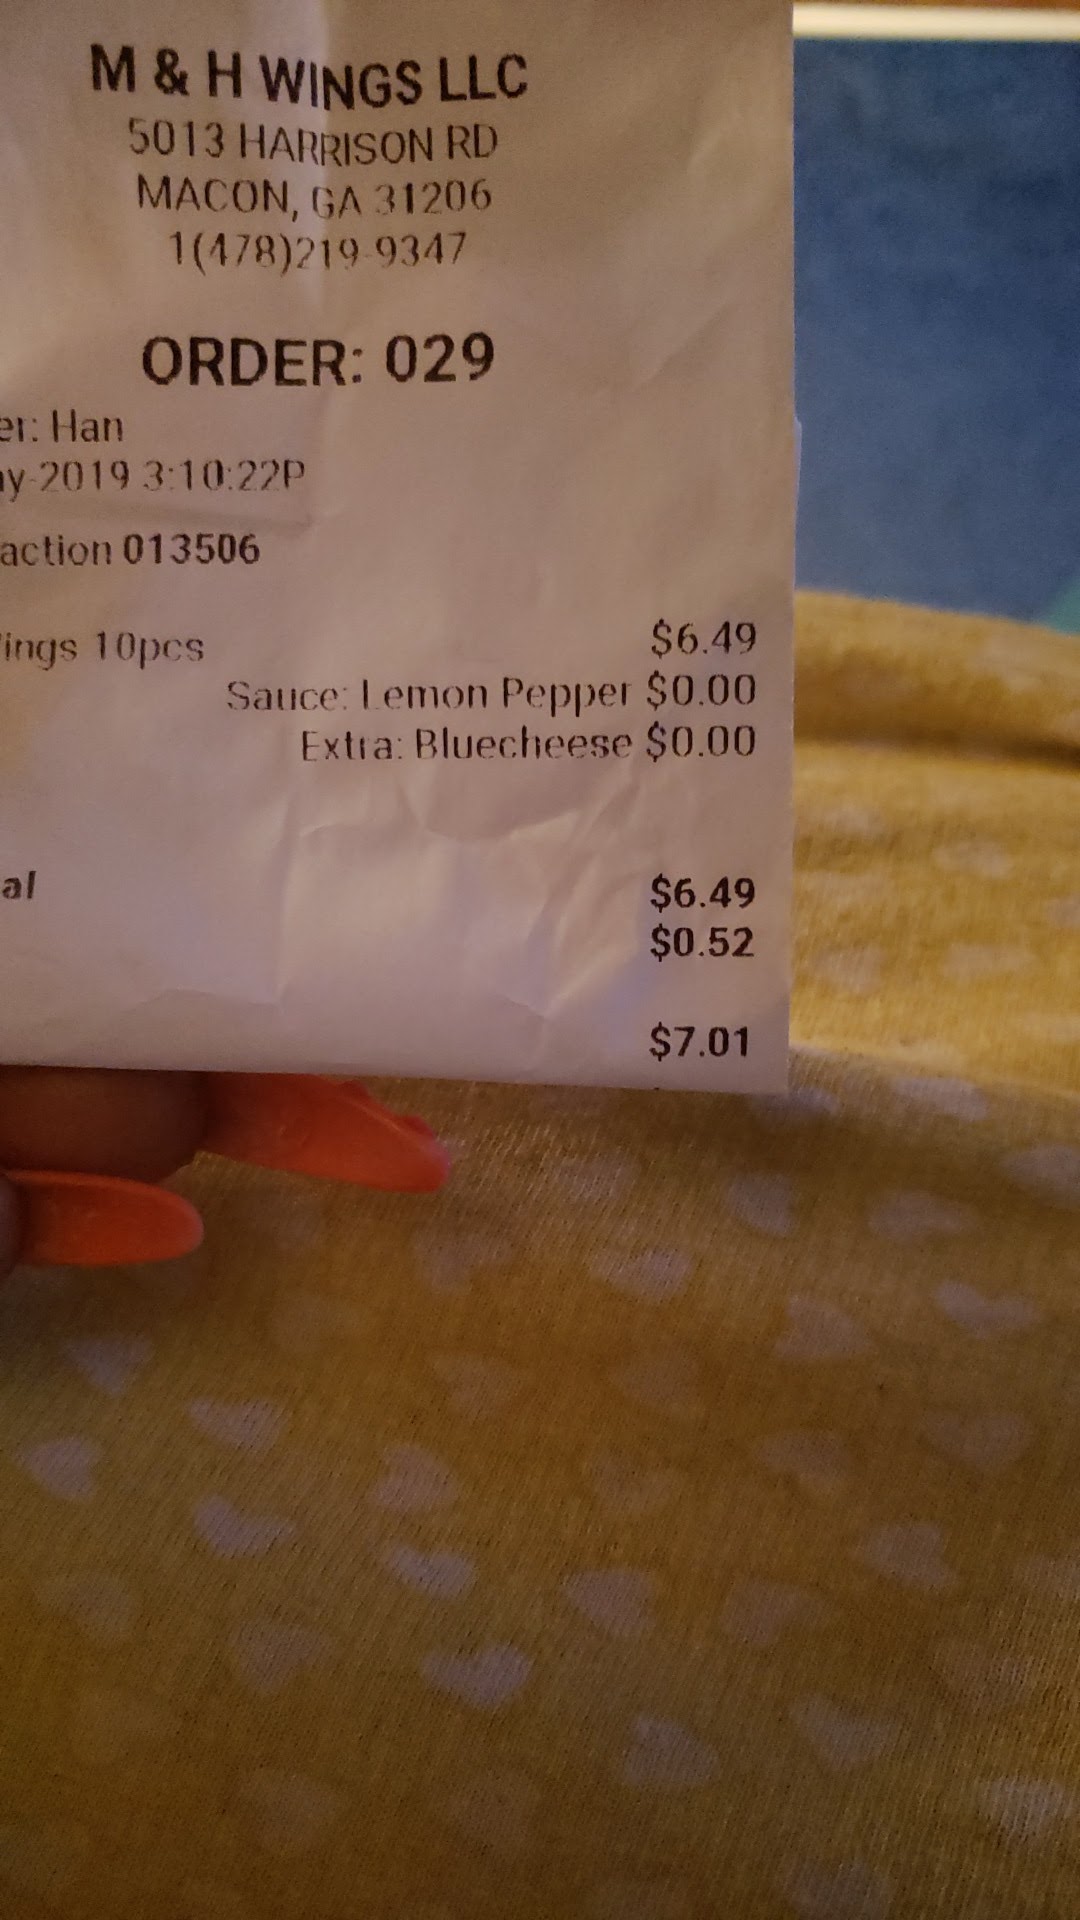 M & H WINGS LLC
5013 HARRISON RD
MACON, GA 31206
1(478)219-9347
ORDER: 029
er: Han
ay-2019 3:10:22P
action 013506
ings 10pcs $6.49
Sauce: Lemon Pepper $0.00
Extra: Bluecheese $0.00
al $6.49
$0.52
$7.01